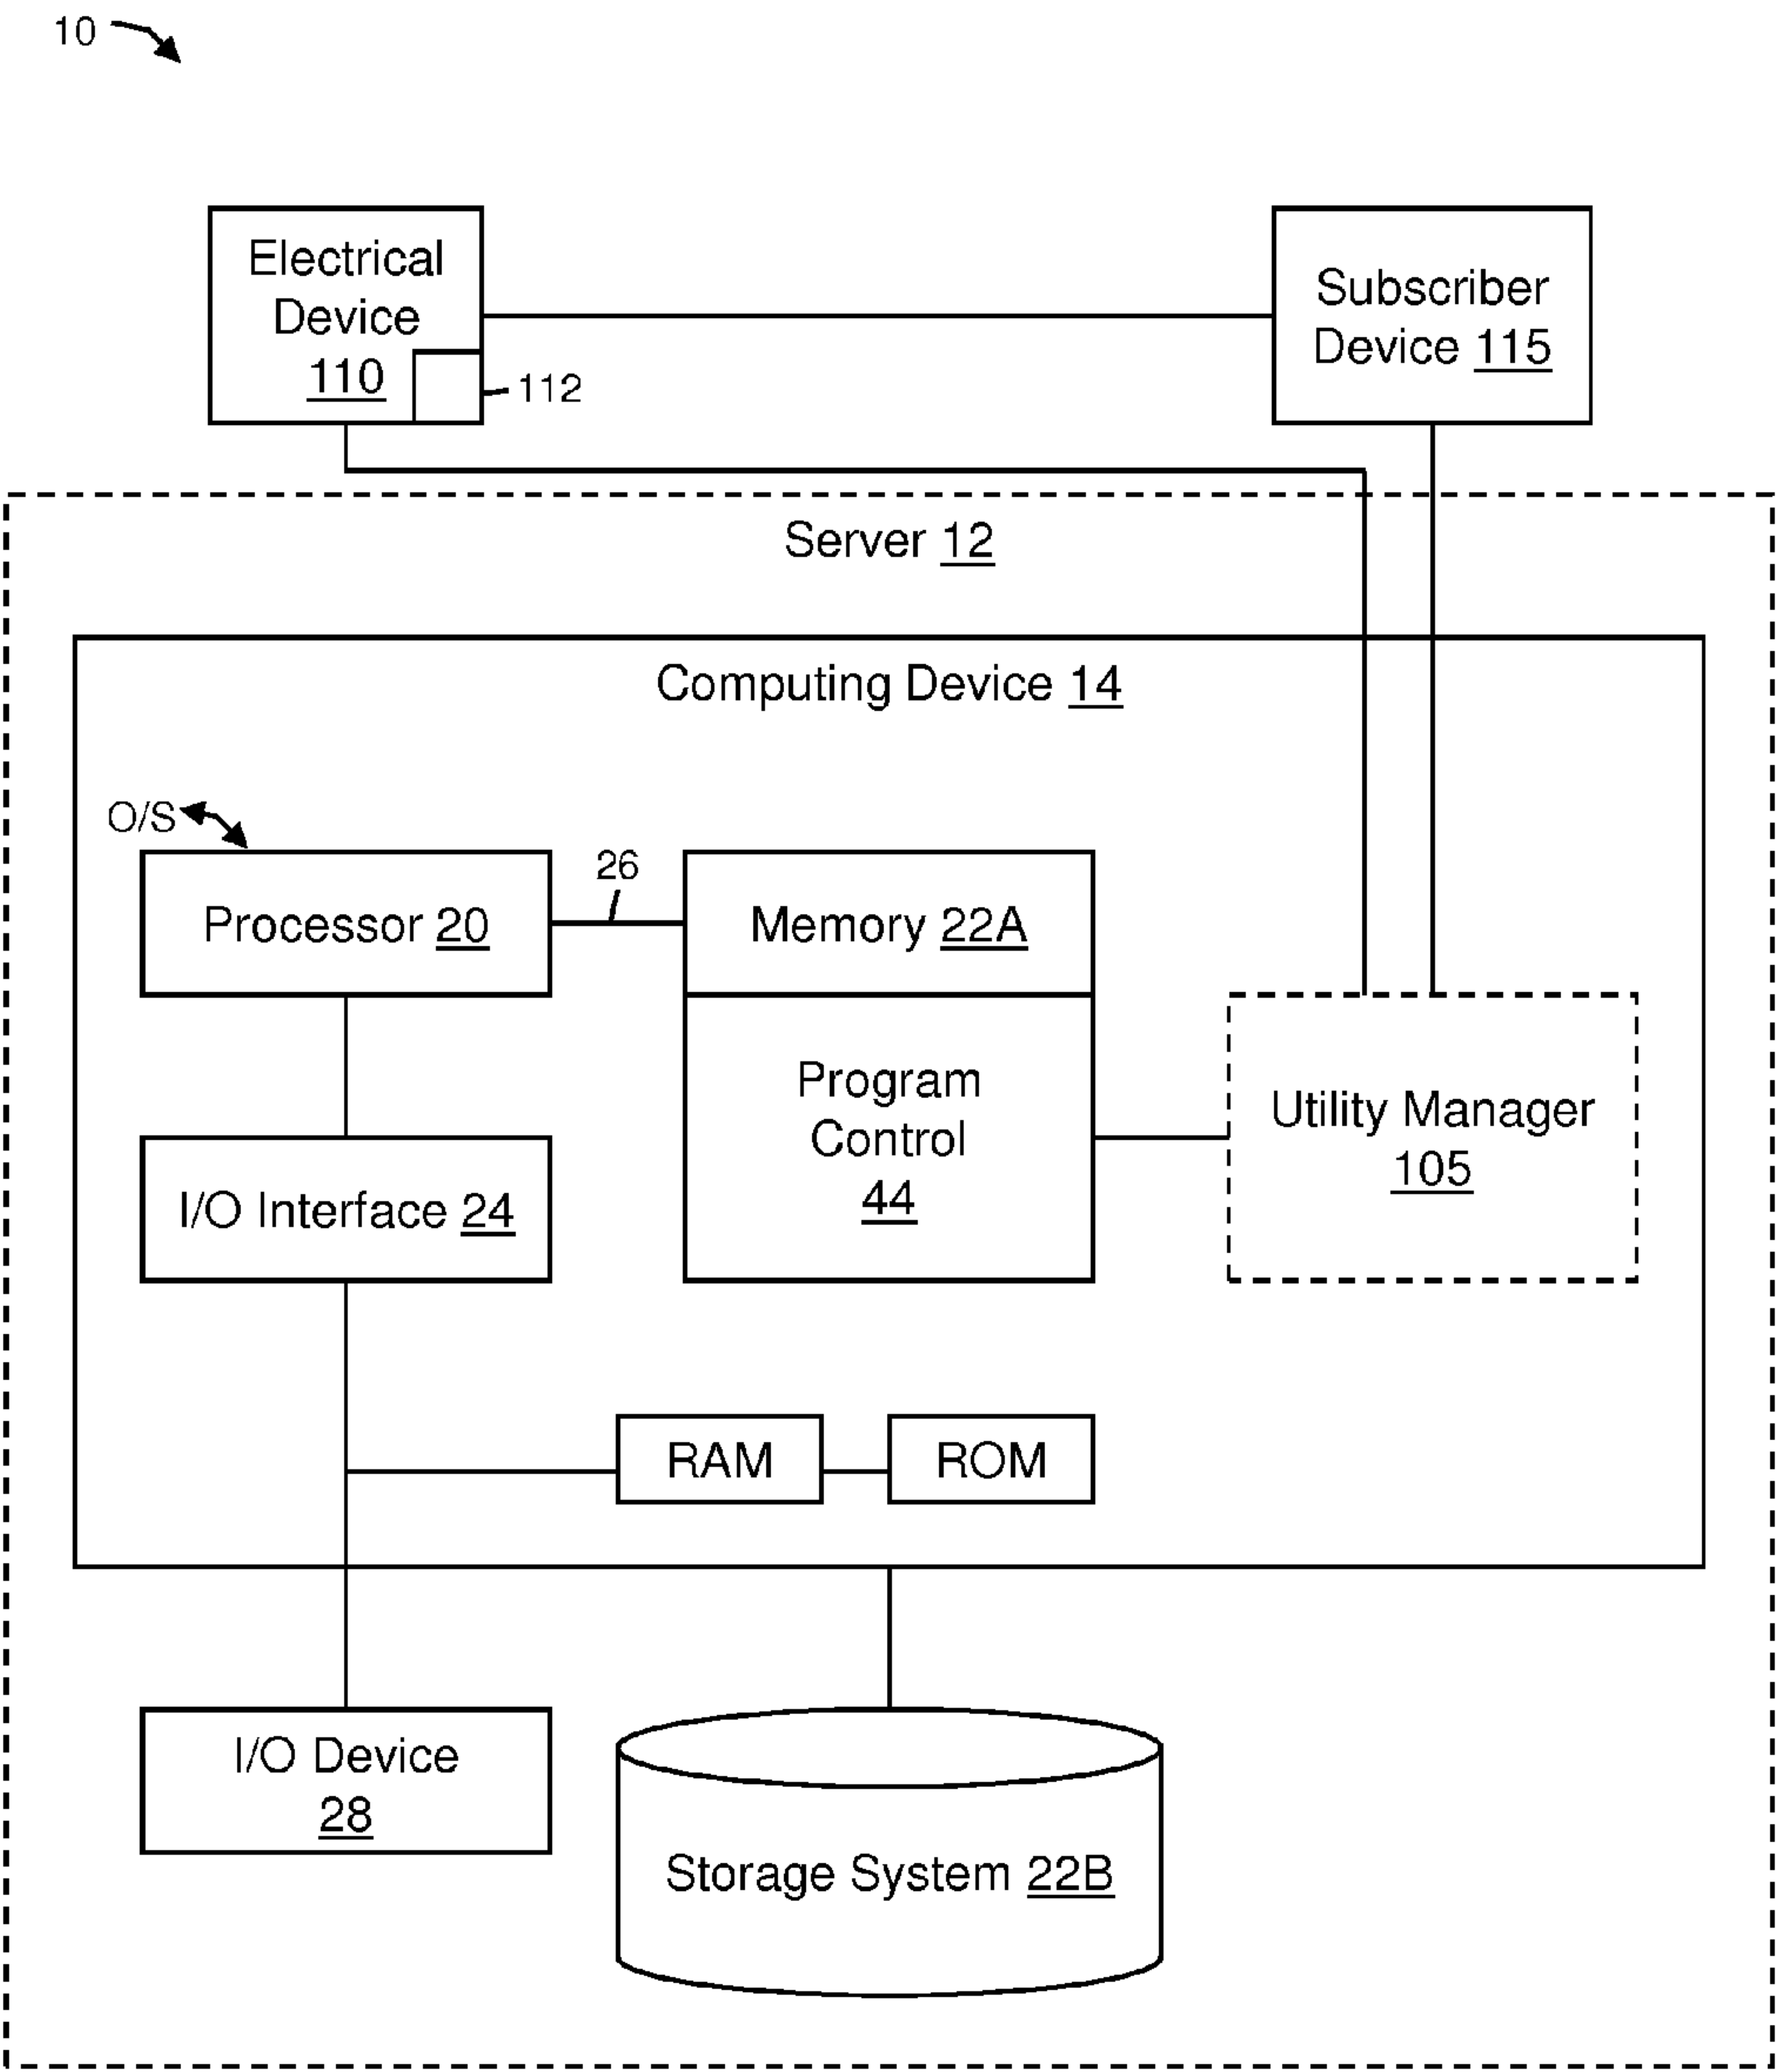 10
Electrical
Device
110
112
Subscriber
Device 115
Server 12
Computing Device 14
O/S
26
Processor 20
Memory 22A
Program
Control
44
Utility Manager
105
I/O Interface 24
RAM
ROM
I/O Device
28
Storage System 22B